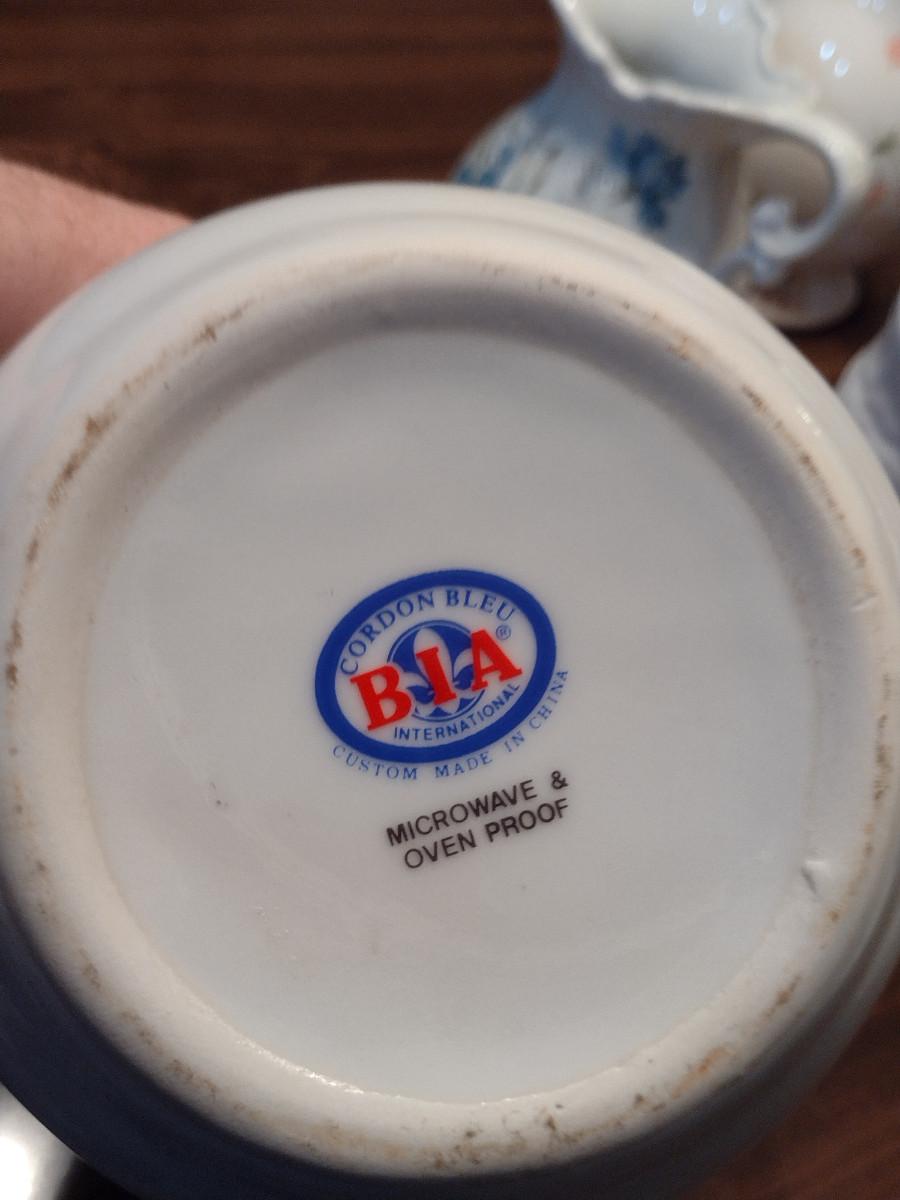 CORDON BLEU
BIA®
INTERNATIONAL
CUSTOM MADE IN CHINA
MICROWAVE &
OVEN PROOF